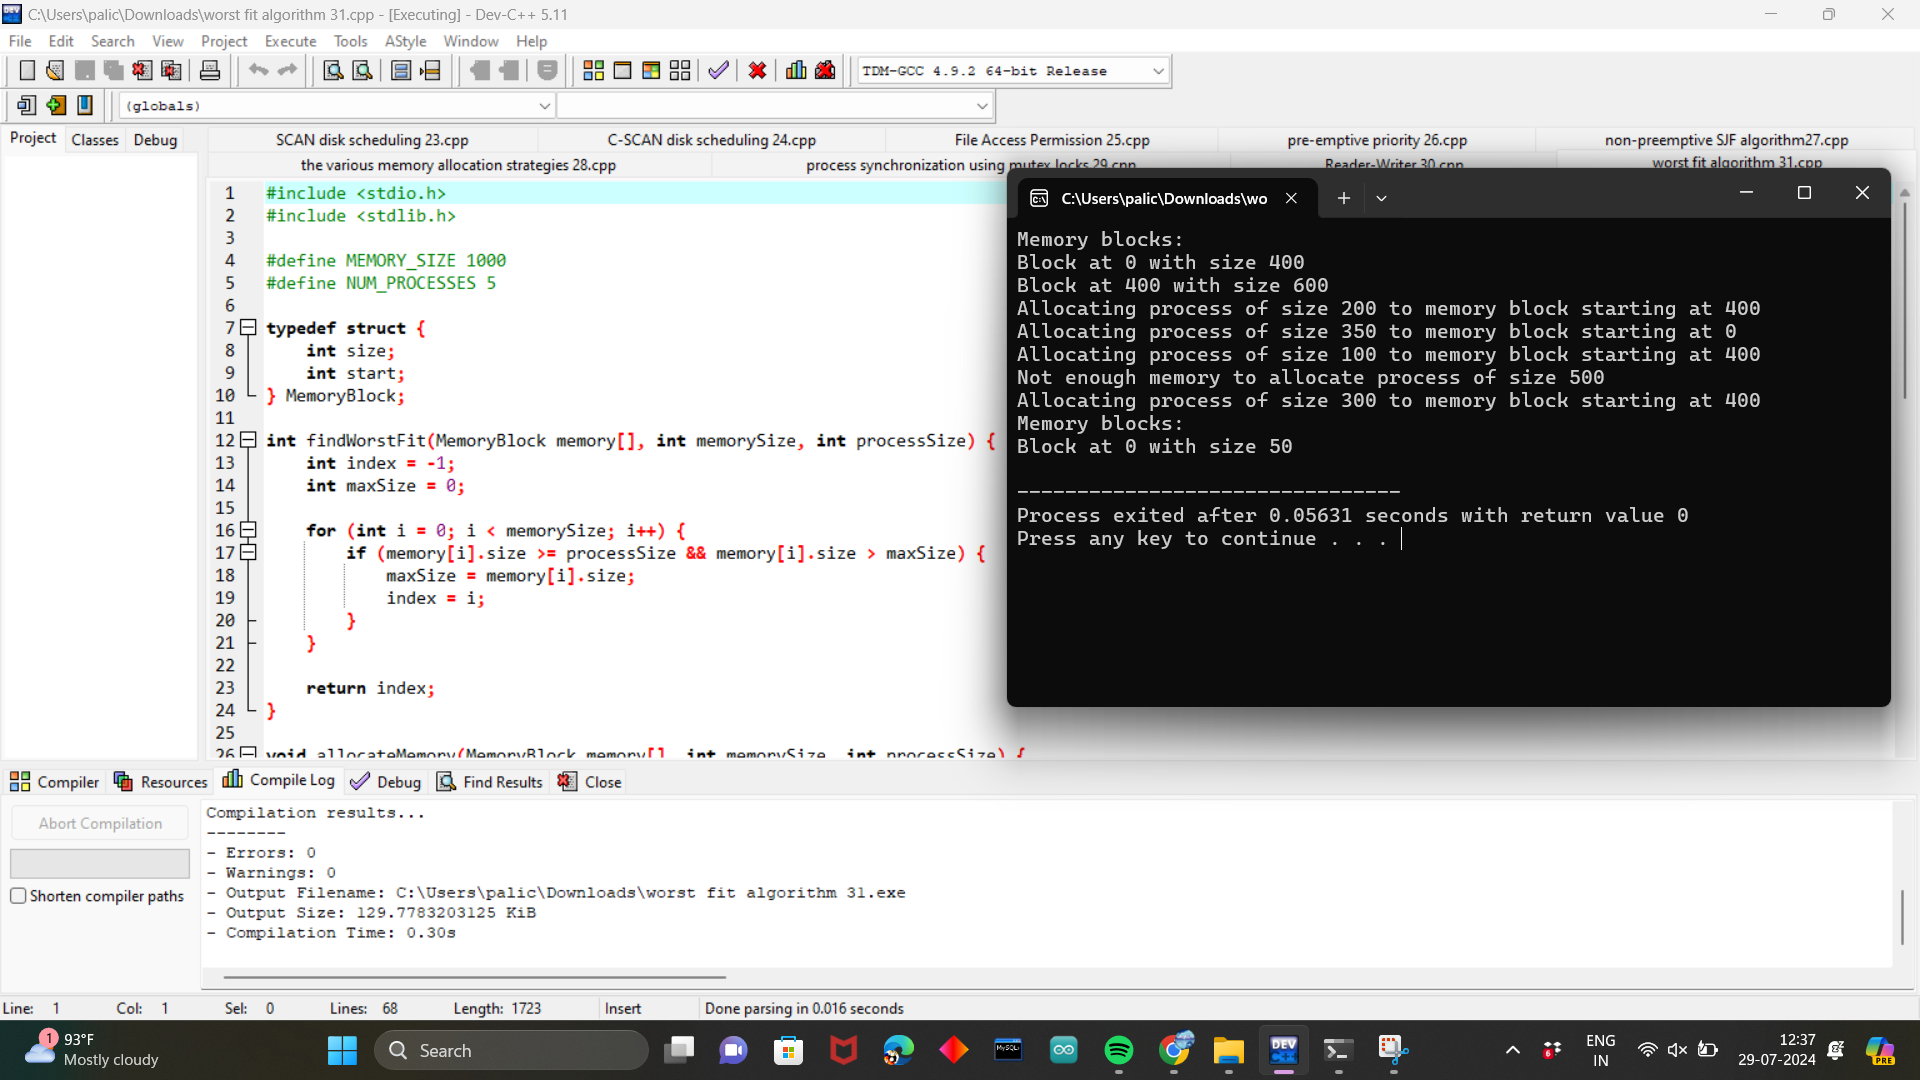 C:\Users\palic\Downloads\worst fit algorithm 31.cpp - [Executing] - Dev-C++ 5.11
File Edit Search View Project Execute Tools AStyle Window Help
TDM-GCC 4.9.2 64-bit Release
(globals)
Project Classes Debug
SCAN disk scheduling 23.cpp C-SCAN disk scheduling 24.cpp File Access Permission 25.cpp pre-emptive priority 26.cpp non-preemptive SJF algorithm27.cpp
the various memory allocation strategies 28.cpp process synchronization using mutex locks 29.cpp Reader-Writer 30.cpp worst fit algorithm 31.cpp
1 #include <stdio.h>
2 #include <stdlib.h>
3
4 #define MEMORY_SIZE 1000
5 #define NUM_PROCESSES 5
6
7 typedef struct {
8 int size;
9 int start;
10 } MemoryBlock;
11
12 int findWorstFit(MemoryBlock memory[], int memorySize, int processSize) {
13 int index = -1;
14 int maxSize = 0;
15
16 for (int i = 0; i < memorySize; i++) {
17 if (memory[i].size >= processSize && memory[i].size > maxSize) {
18 maxSize = memory[i].size;
19 index = i;
20 }
21 }
22
23 return index;
24 }
25
26 void allocateMemory(MemoryBlock memory[], int memorySize, int processSize) {
C:\Users\palic\Downloads\wo
Memory blocks:
Block at 0 with size 400
Block at 400 with size 600
Allocating process of size 200 to memory block starting at 400
Allocating process of size 350 to memory block starting at 0
Allocating process of size 100 to memory block starting at 400
Not enough memory to allocate process of size 500
Allocating process of size 300 to memory block starting at 400
Memory blocks:
Block at 0 with size 50
--------------------------------
Process exited after 0.05631 seconds with return value 0
Press any key to continue . . .
Compiler Resources Compile Log Debug Find Results Close
Abort Compilation
Shorten compiler paths
Compilation results...
--------
- Errors: 0
- Warnings: 0
- Output Filename: C:\Users\palic\Downloads\worst fit algorithm 31.exe
- Output Size: 129.7783203125 KiB
- Compilation Time: 0.30s
Line: 1 Col: 1 Sel: 0 Lines: 68 Length: 1723 Insert Done parsing in 0.016 seconds
1
93°F
Mostly cloudy
Search
MySQL
DEV
6
ENG
IN
12:37
29-07-2024
PRE